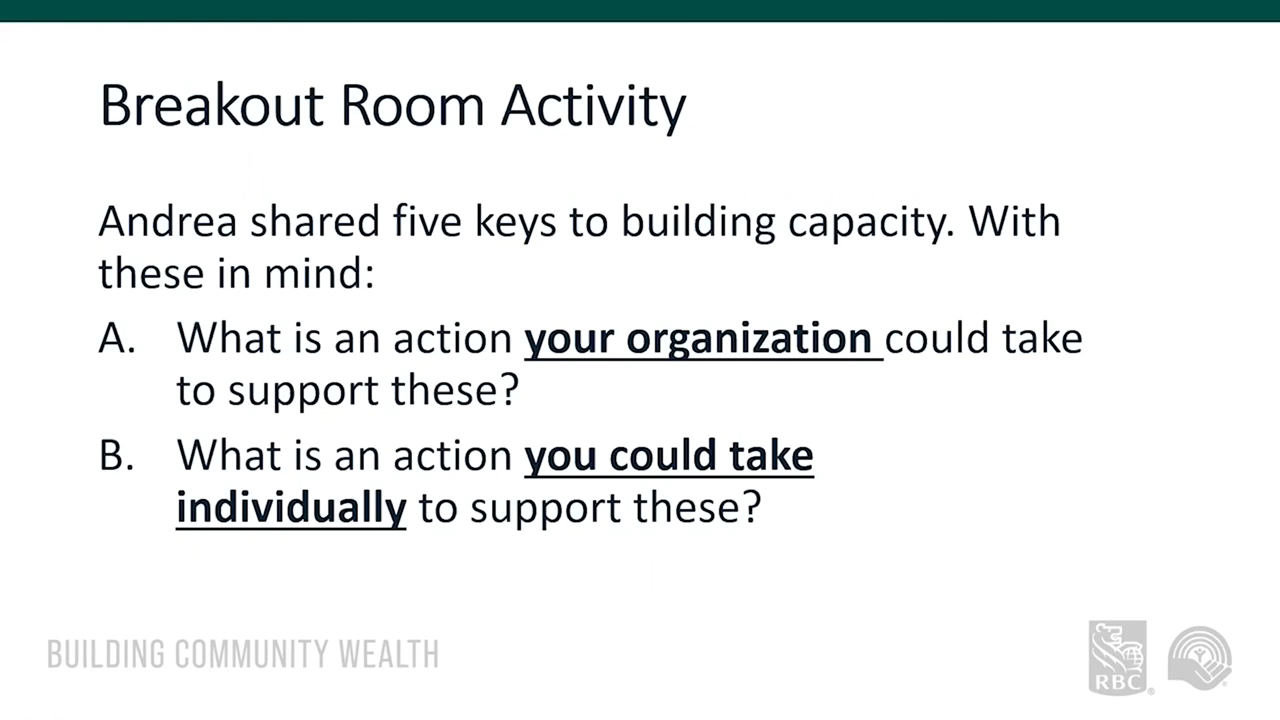 Breakout Room Activity
Andrea shared five keys to building capacity. With
these in mind:
A. What is an action your organization could take
to support these?
B. What is an action you could take
individually to support these?
BUILDING COMMUNITY WEALTH
RBC